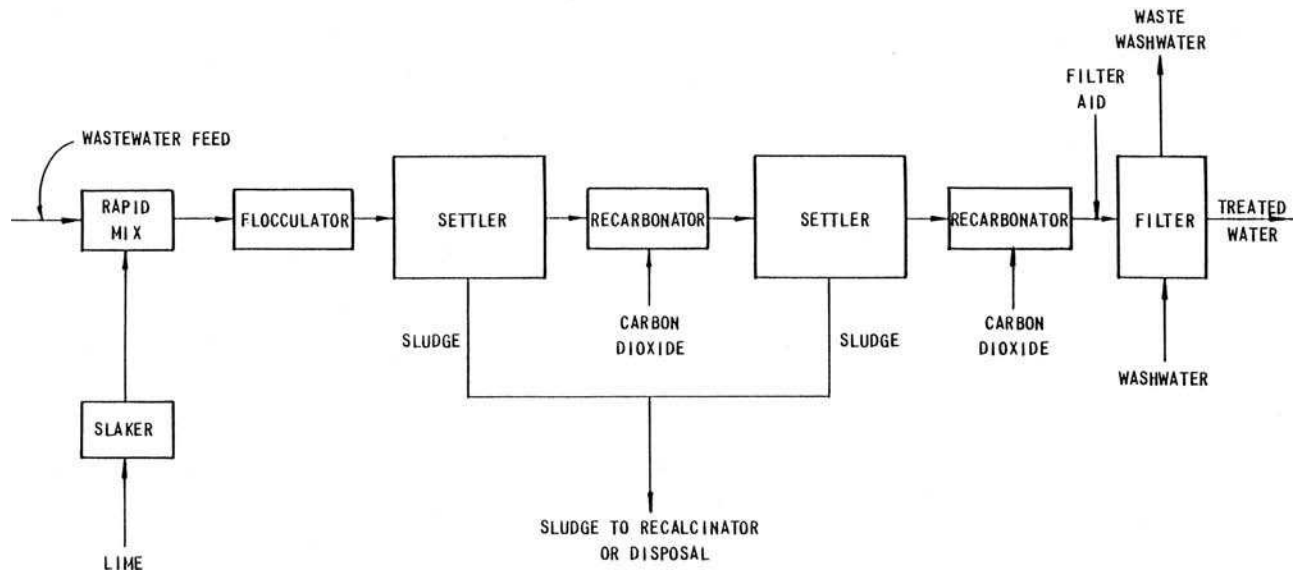 WASTE
WASHWATER
FILTER
AID
WASTEWATER FEED
RAPID
MIX
FLOCCULATOR
SETTLER
RECARBONATOR
SETTLER
RECARBONATOR
FILTER
TREATED
WATER
SLUDGE
CARBON
DIOXIDE
SLUDGE
CARBON
DIOXIDE
WASHWATER
SLAKER
SLUDGE TO RECALCINATOR
OR DISPOSAL
LIME